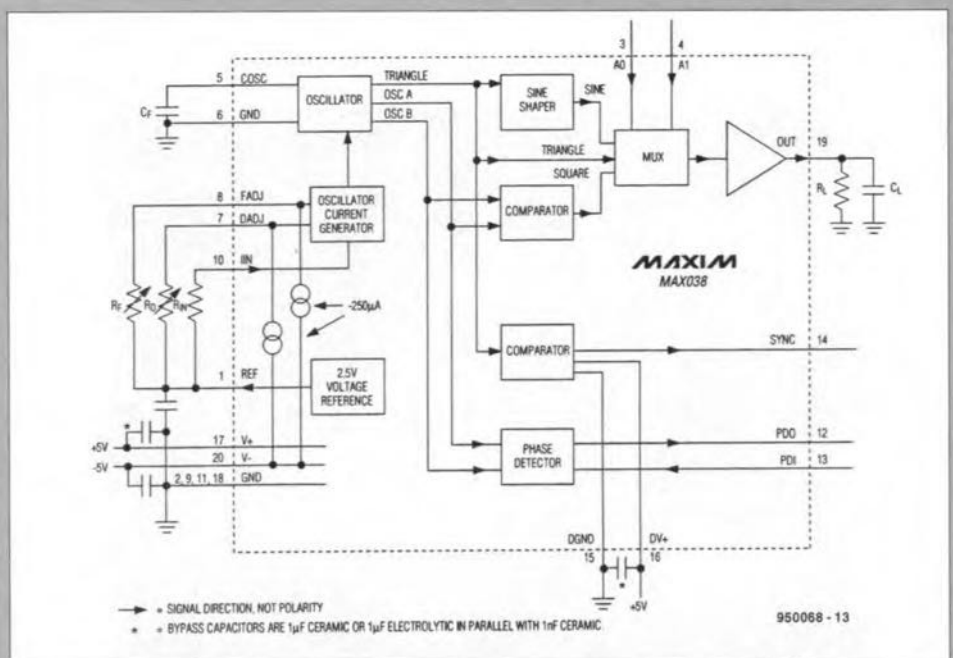 3 4
A0 A1
5 COSC
OSCILLATOR
TRIANGLE
OSC A
OSC B
SINE
SHAPER
SINE
CF
6 GND
TRIANGLE
SQUARE
MUX
OUT 19
RL
CL
8 FADJ
7 DADJ
10 IIN
OSCILLATOR
CURRENT
GENERATOR
COMPARATOR
MAXIM
MAX038
RF
RD
RIN
-250µA
COMPARATOR
SYNC 14
1 REF
2.5V
VOLTAGE
REFERENCE
*
+5V
17 V+
-5V
20 V-
2, 9, 11, 18 GND
PHASE
DETECTOR
PDO 12
PDI 13
DGND DV+
15 16
*
+5V
= SIGNAL DIRECTION, NOT POLARITY
* = BYPASS CAPACITORS ARE 1µF CERAMIC OR 1µF ELECTROLYTIC IN PARALLEL WITH 1nF CERAMIC.
950068 - 13